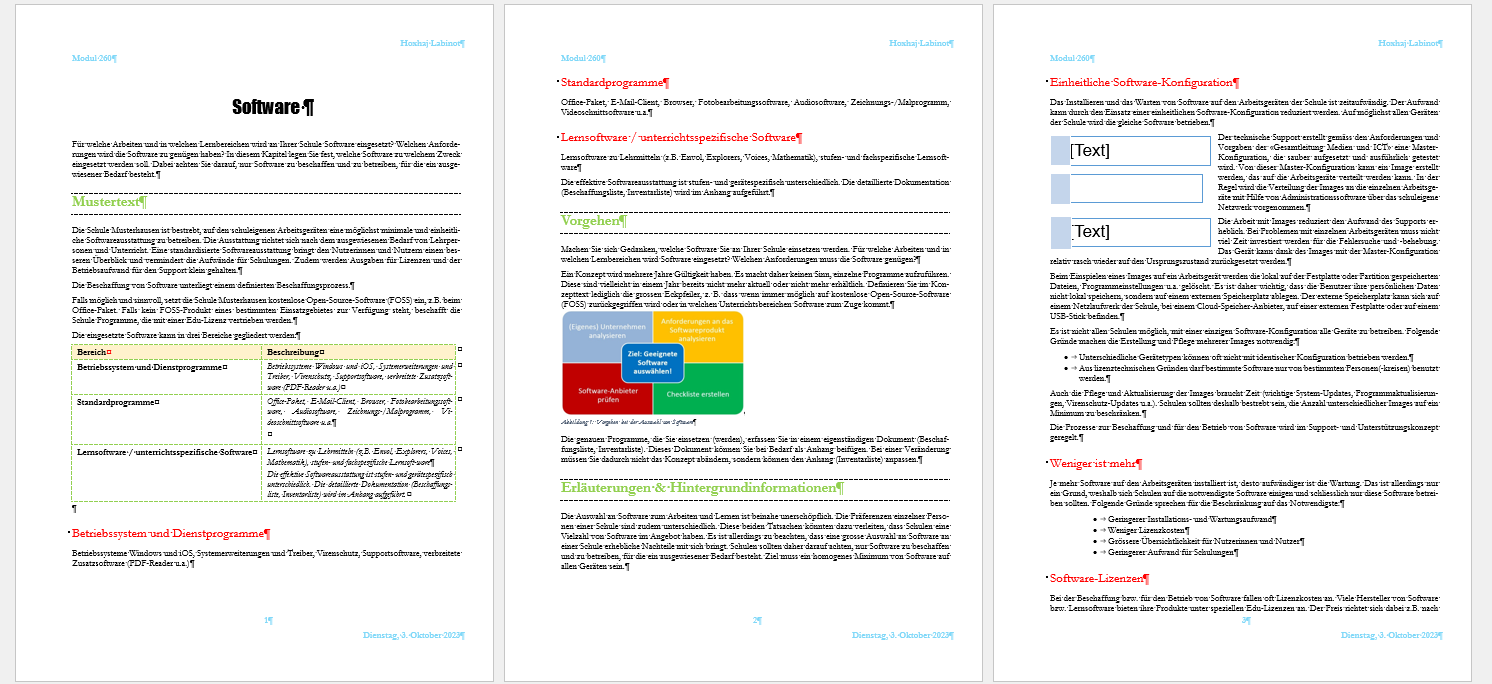 Hoxhaj Labinot
Modul 260
Software
Für welche Arbeiten und in welchen Lernbereichen wird an Ihrer Schule Software eingesetzt? Welchen Anforde-
rungen wird die Software zu genügen haben? In diesem Kapitel legen Sie fest, welche Software zu welchem Zweck
eingesetzt werden soll. Dabei achten Sie darauf, nur Software zu beschaffen und zu betreiben, für die ein ausge-
wiesener Bedarf besteht.
Mustertext
Die Schule Musterhausen ist bestrebt, auf den schuleigenen Arbeitsgeräten eine möglichst minimale und einheitli-
che Softwareausstattung zu betreiben. Die Ausstattung richtet sich nach dem ausgewiesenen Bedarf von Lehrper-
sonen und Unterricht. Eine standardisierte Softwareausstattung bringt den Nutzerinnen und Nutzern einen bes-
seren Überblick und vermindert die Aufwände für Schulungen. Zudem werden Ausgaben für Lizenzen und der
Betriebsaufwand für den Support klein gehalten.
Die Beschaffung von Software unterliegt einem definierten Beschaffungsprozess.
Falls möglich und sinnvoll, setzt die Schule Musterhausen kostenlose Open-Source-Software (FOSS) ein, z.B. beim
Office-Paket. Falls kein FOSS-Produkt eines bestimmten Einsatzgebietes zur Verfügung steht, beschafft die
Schule Programme, die mit einer Edu-Lizenz vertrieben werden.
Die eingesetzte Software kann in drei Bereiche gegliedert werden:
Bereich Beschreibung
Betriebssystem und Dienstprogramme Betriebssysteme Windows und iOS, Systemerweiterungen und
Treiber, Virenschutz, Supportsoftware, verbreitete Zusatzsoft-
ware (PDF-Reader u.a.)
Standardprogramme Office-Paket, E-Mail-Client, Browser, Fotobearbeitungssoft-
ware, Audiosoftware, Zeichnungs-/Malprogramm, Vi-
deoschnittsoftware u.a.
Lernsoftware / unterrichtsspezifische Software Lernsoftware zu Lehrmitteln (z.B. Envol, Explorers, Voices,
Mathematik), stufen- und fachspezifische Lernsoftware
Die effektive Softwareausstattung ist stufen- und gerätespezifisch
unterschiedlich. Die detaillierte Dokumentation (Beschaffungs-
liste, Inventarliste) wird im Anhang aufgeführt.
Betriebssystem und Dienstprogramme
Betriebssysteme Windows und iOS, Systemerweiterungen und Treiber, Virenschutz, Supportsoftware, verbreitete
Zusatzsoftware (PDF-Reader u.a.)
1
Dienstag, 3. Oktober 2023
Hoxhaj Labinot
Modul 260
Standardprogramme
Office-Paket, E-Mail-Client, Browser, Fotobearbeitungssoftware, Audiosoftware, Zeichnungs-/Malprogramm,
Videoschnittsoftware u.a.
Lernsoftware / unterrichtsspezifische Software
Lernsoftware zu Lehrmitteln (z.B. Envol, Explorers, Voices, Mathematik), stufen- und fachspezifische Lernsoft-
ware
Die effektive Softwareausstattung ist stufen- und gerätespezifisch unterschiedlich. Die detaillierte Dokumentation
(Beschaffungsliste, Inventarliste) wird im Anhang aufgeführt.
Vorgehen
Machen Sie sich Gedanken, welche Software Sie an Ihrer Schule einsetzen werden. Für welche Arbeiten und in
welchen Lernbereichen wird Software eingesetzt? Welchen Anforderungen muss die Software genügen?
Ein Konzept wird mehrere Jahre Gültigkeit haben. Es macht daher keinen Sinn, einzelne Programme aufzuführen.
Diese sind vielleicht in einem Jahr bereits nicht mehr aktuell oder nicht mehr erhältlich. Definieren Sie im Kon-
zepttext lediglich die grossen Eckpfeiler, z. B. dass wenn immer möglich auf kostenlose Open-Source-Software
(FOSS) zurückgegriffen wird oder in welchen Unterrichtsbereichen Software zum Zuge kommt.
(Eigenes) Unternehmen
analysieren
Anforderungen an das
Softwareprodukt
analysieren
Ziel: Geeignete
Software
auswählen!
Software-Anbieter
prüfen
Checkliste erstellen
Abbildung 1: Vorgehen bei der Auswahl von Software
Die genauen Programme, die Sie einsetzen (werden), erfassen Sie in einem eigenständigen Dokument (Beschaf-
fungsliste, Inventarliste). Dieses Dokument können Sie bei Bedarf als Anhang beifügen. Bei einer Veränderung
müssen Sie dadurch nicht das Konzept abändern, sondern können den Anhang (Inventarliste) anpassen.
Erläuterungen & Hintergrundinformationen
Die Auswahl an Software zum Arbeiten und Lernen ist beinahe unerschöpflich. Die Präferenzen einzelner Perso-
nen einer Schule sind zudem unterschiedlich. Diese beiden Tatsachen könnten dazu verleiten, dass Schulen eine
Vielzahl von Software im Angebot haben. Es ist allerdings zu beachten, dass eine grosse Auswahl an Software an
einer Schule erhebliche Nachteile mit sich bringt. Schulen sollten daher darauf achten, nur Software zu beschaffen
und zu betreiben, für die ein ausgewiesener Bedarf besteht. Ziel muss ein homogenes Minimum von Software auf
allen Geräten sein.
2
Dienstag, 3. Oktober 2023
Hoxhaj Labinot
Modul 260
Einheitliche Software-Konfiguration
Das Installieren und das Warten von Software auf den Arbeitsgeräten der Schule ist zeitaufwändig. Der Aufwand
kann durch den Einsatz einer einheitlichen Software-Konfiguration reduziert werden. Auf möglichst allen Geräten
der Schule wird die gleiche Software betrieben.
[Text]
[Text]
Der technische Support erstellt gemäss den Anforderungen und
Vorgaben der «Gesamtleitung Medien und ICT» eine Master-
Konfiguration, die sauber aufgesetzt und ausführlich getestet
wird. Von dieser Master-Konfiguration kann ein Image erstellt
werden, das auf die Arbeitsgeräte verteilt werden kann. In der
Regel wird die Verteilung der Images an die einzelnen Arbeitsge-
räte mit Hilfe von Administrationssoftware über das schuleigene
Netzwerk vorgenommen.
Die Arbeit mit Images reduziert den Aufwand des Supports er-
heblich. Bei Problemen mit einzelnen Arbeitsgeräten muss nicht
viel Zeit investiert werden für die Fehlersuche und -behebung.
Das Gerät kann dank des Images mit der Master-Konfiguration
relativ rasch wieder auf den Ursprungszustand zurückgesetzt werden.
Beim Einspielen eines Images auf ein Arbeitsgerät werden die lokal auf der Festplatte oder Partition gespeicherten
Dateien, Programmeinstellungen u.a. gelöscht. Es ist daher wichtig, dass die Benutzer ihre persönlichen Daten
nicht lokal speichern, sondern auf einem externen Speicherplatz ablegen. Der externe Speicherplatz kann sich auf
einem Netzlaufwerk der Schule, bei einem Cloud-Speicher-Anbieter, auf einer externen Festplatte oder auf einem
USB-Stick befinden.
Es ist nicht allen Schulen möglich, mit einer einzigen Software-Konfiguration alle Geräte zu betreiben. Folgende
Gründe machen die Erstellung und Pflege mehrerer Images notwendig:
• Unterschiedliche Gerätetypen können oft nicht mit identischer Konfiguration betrieben werden.
• Aus lizenztechnischen Gründen darf bestimmte Software nur von bestimmten Personen(-kreisen) benutzt
werden.
Auch die Pflege und Aktualisierung der Images braucht Zeit (wichtige System-Updates, Programmaktualisierun-
gen, Virenschutz-Updates u.a.). Schulen sollten deshalb bestrebt sein, die Anzahl unterschiedlicher Images auf ein
Minimum zu beschränken.
Die Prozesse zur Beschaffung und für den Betrieb von Software wird im Support- und Unterstützungskonzept
geregelt.
Weniger ist mehr
Je mehr Software auf den Arbeitsgeräten installiert ist, desto aufwändiger ist die Wartung. Das ist allerdings nur
ein Grund, weshalb sich Schulen auf die notwendigste Software einigen und schliesslich nur diese Software betrei-
ben sollten. Folgende Gründe sprechen für die Beschränkung auf das Notwendigste:
• Geringerer Installations- und Wartungsaufwand
• Weniger Lizenzkosten
• Grössere Übersichtlichkeit für Nutzerinnen und Nutzer
• Geringerer Aufwand für Schulungen
Software-Lizenzen
Bei der Beschaffung bzw. für den Betrieb von Software fallen oft Lizenzkosten an. Viele Hersteller von Software
bzw. Lernsoftware bieten ihre Produkte unter speziellen Edu-Lizenzen an. Der Preis richtet sich dabei z.B. nach
3
Dienstag, 3. Oktober 2023